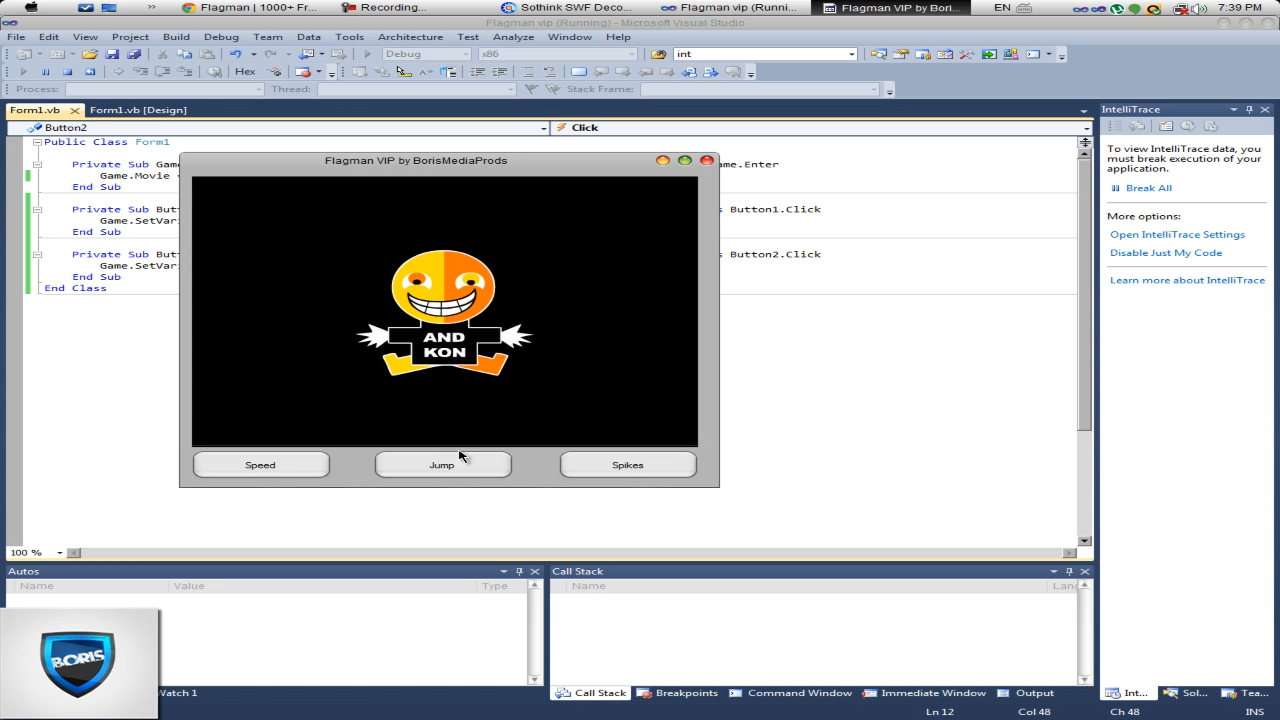 Flagman | 1000+ Fr...
Recording...
Sothink SWF Deco...
Flagman vip (Runni...
Flagman VIP by Bori...
EN
7:39 PM
Flagman vip (Running) - Microsoft Visual Studio
File Edit View Project Build Debug Team Data Tools Architecture Test Analyze Window Help
Debug x86 int
Hex
Process: Thread: Stack Frame:
Form1.vb Form1.vb [Design]
Button2 Click
Public Class Form1
Private Sub Gam me.Enter
Game.Movie
End Sub
Private Sub But s Button1.Click
Game.SetVari
End Sub
Private Sub But s Button2.Click
Game.SetVari
End Sub
End Class
Flagman VIP by BorisMediaProds
AND
KON
Speed Jump Spikes
100 %
IntelliTrace
To view IntelliTrace data, you
must break execution of your
application.
Break All
More options:
Open IntelliTrace Settings
Disable Just My Code
Learn more about IntelliTrace
Autos
Name Value Type
Call Stack
Name Lang
BORIS
Watch 1
Call Stack Breakpoints Command Window Immediate Window Output
Int... Sol... Tea...
Ln 12 Col 48 Ch 48 INS